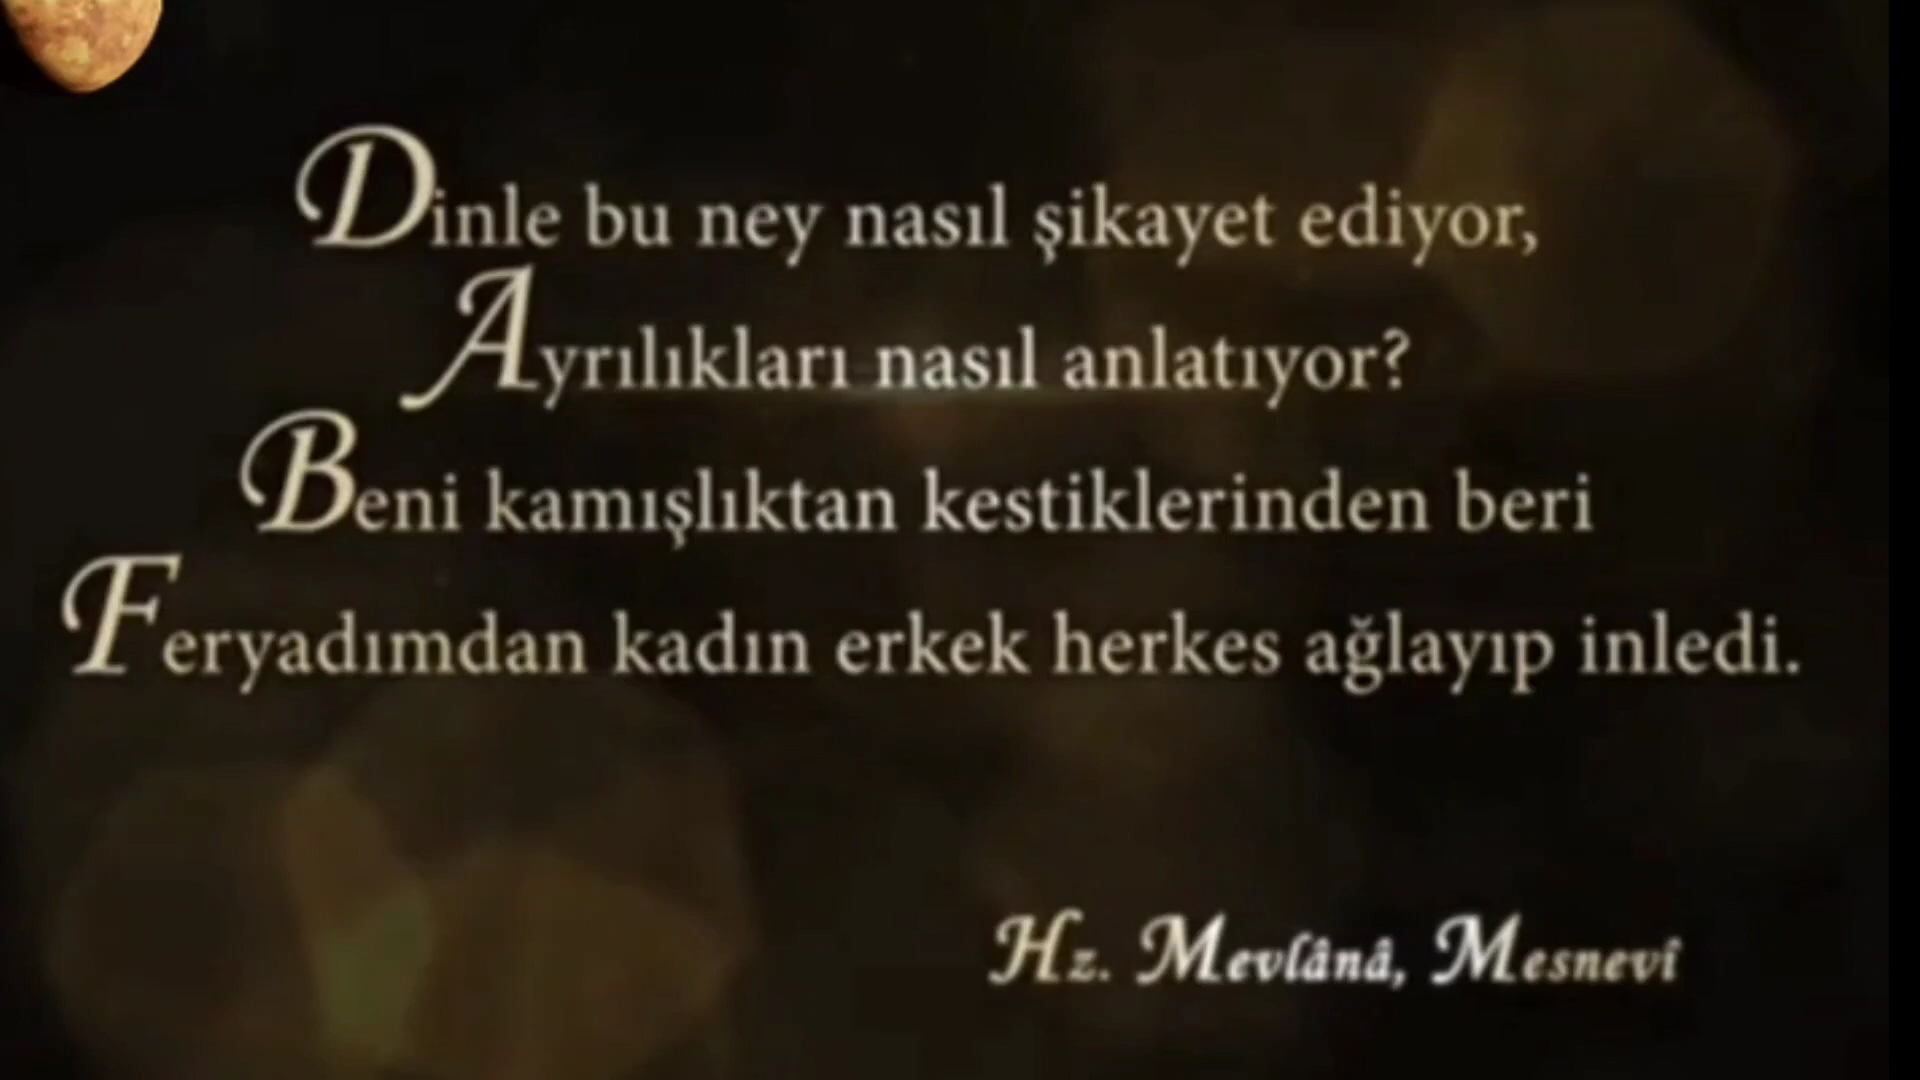 Dinle bu ney nasıl şikayet ediyor,
Ayrılıkları nasıl anlatıyor?
Beni kamışlıktan kestiklerinden beri
Feryadımdan kadın erkek herkes ağlayıp inledi.
Hz. Mevlânâ, Mesnevî